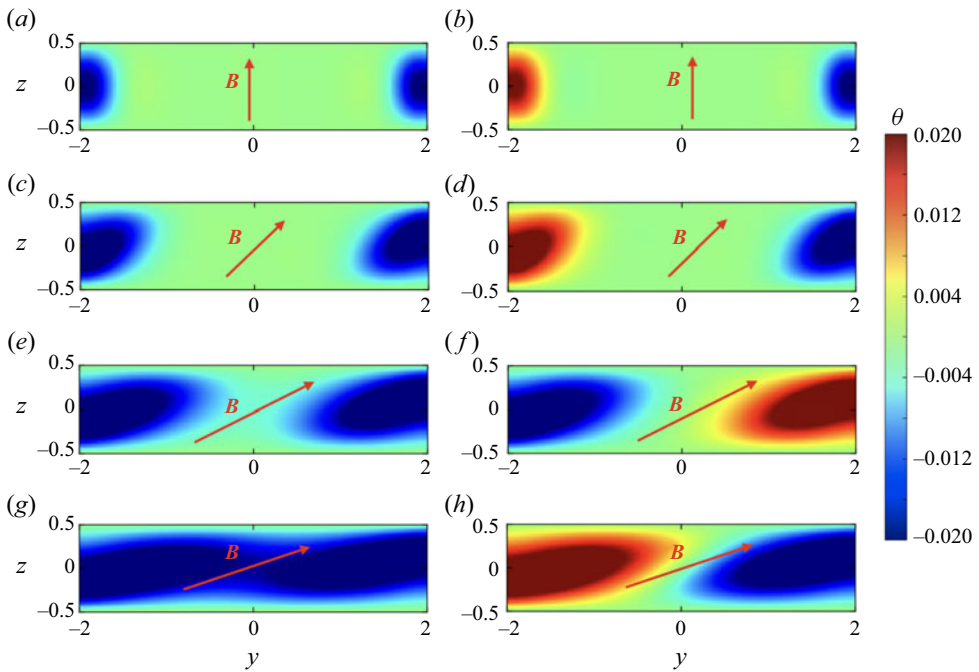 (a) (b)
0.5 0.5
z 0 B 0 B
–0.5 –0.5 θ
–2 0 2 –2 0 2 0.020
(c) (d)
0.5 0.5 0.012
z 0 B 0 B
–0.5 –0.5 0.004
–2 0 2 –2 0 2
(e) (f)
0.5 0.5 –0.004
z 0 B 0 B
–0.5 –0.5 –0.012
–2 0 2 –2 0 2
(g) (h)
0.5 0.5 –0.020
z 0 B 0 B
–0.5 –0.5
–2 0 2 –2 0 2
y y